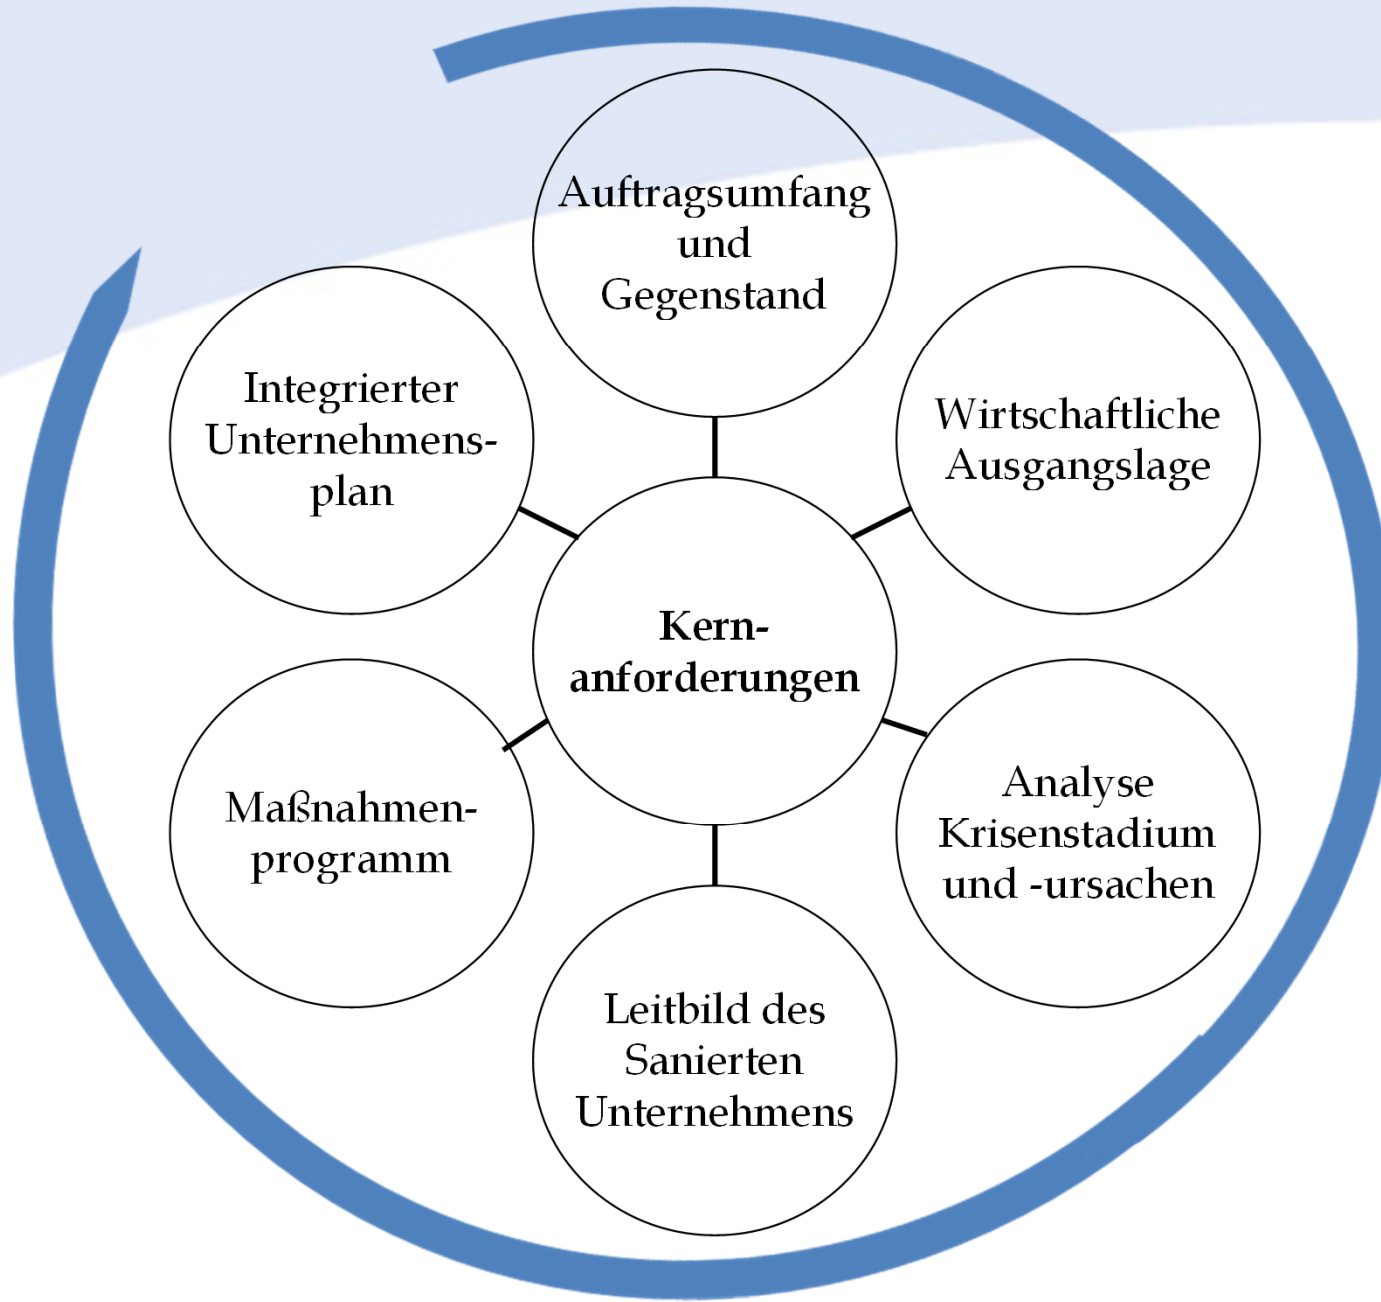 Auftragsumfang
und
Gegenstand
Integrierter
Unternehmens-
plan
Wirtschaftliche
Ausgangslage
Kern-
anforderungen
Maßnahmen-
programm
Analyse
Krisenstadium
und -ursachen
Leitbild des
Sanierten
Unternehmens